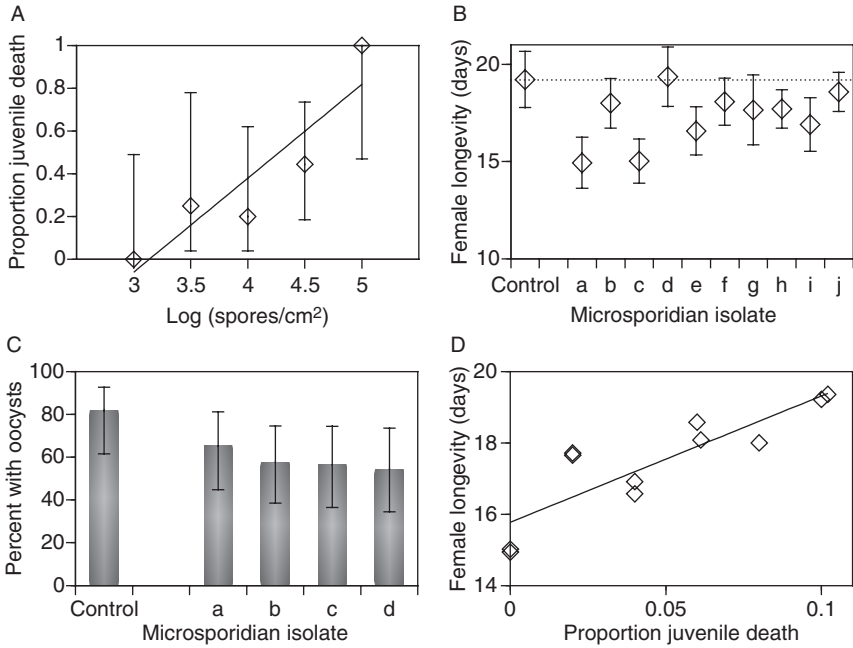 A
Proportion juvenile death
1
0.8
0.6
0.4
0.2
0
3 3.5 4 4.5 5
Log (spores/cm²)
B
Female longevity (days)
20
15
10
Control a b c d e f g h i j
Microsporidian isolate
C
Percent with oocysts
100
80
60
40
20
0
Control a b c d
Microsporidian isolate
D
Female longevity (days)
20
18
16
14
0 0.05 0.1
Proportion juvenile death